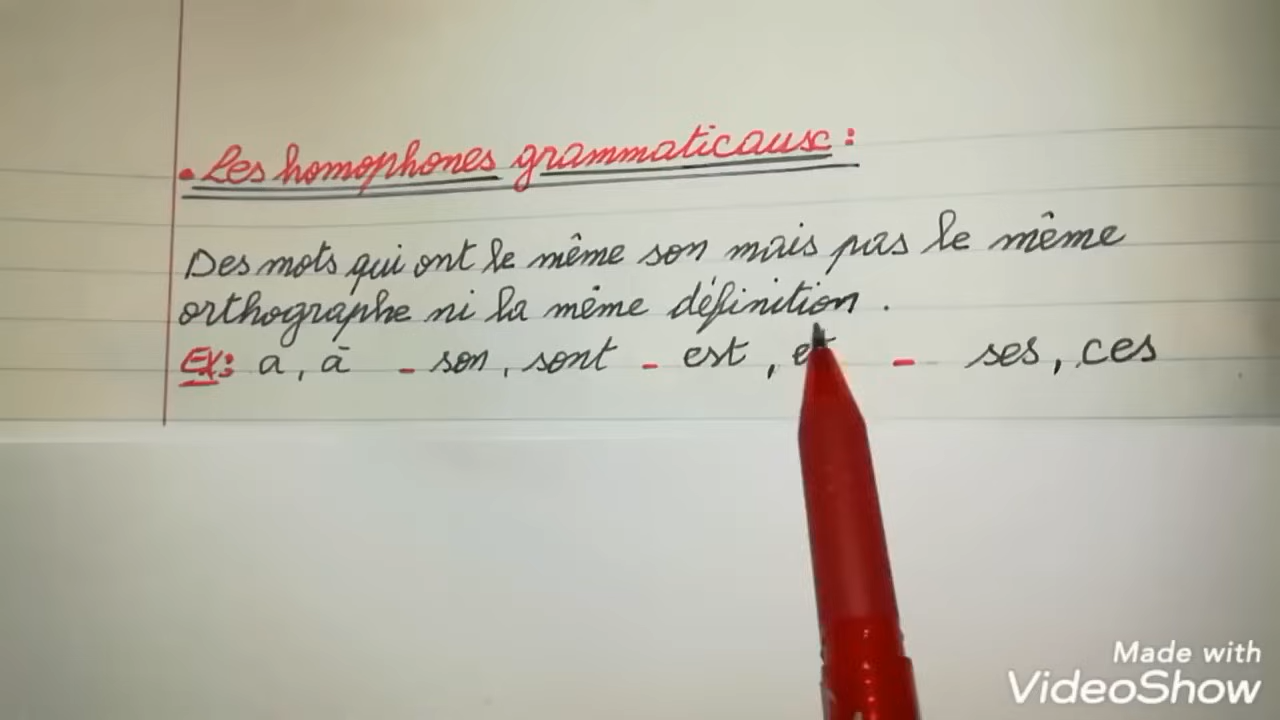 • Les homophones grammaticaux :
Des mots qui ont le même son mais pas le même
orthographe ni la même définition .
Ex: a, à - son, sont - est, et - ses, ces
Made with
VideoShow